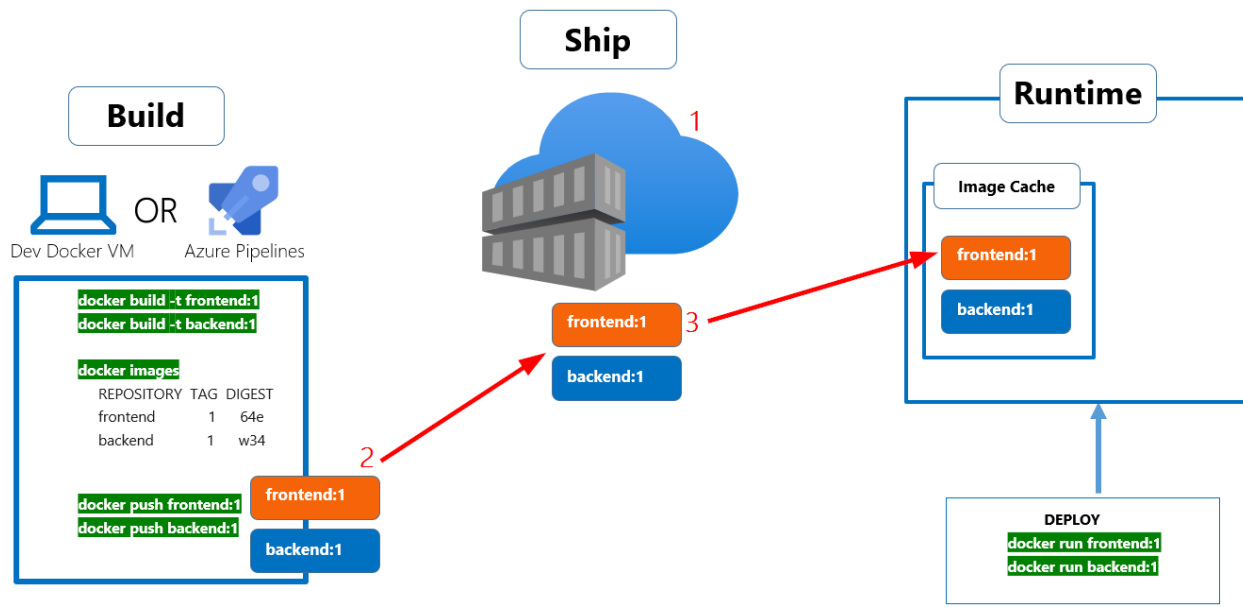 Build
Dev Docker VM
OR
Azure Pipelines
docker build -t frontend:1
docker build -t backend:1
docker images
REPOSITORY TAG DIGEST
frontend 1 64e
backend 1 w34
docker push frontend:1
docker push backend:1
frontend:1
backend:1
2
Ship
1
frontend:1
backend:1
3
Runtime
Image Cache
frontend:1
backend:1
DEPLOY
docker run frontend:1
docker run backend:1